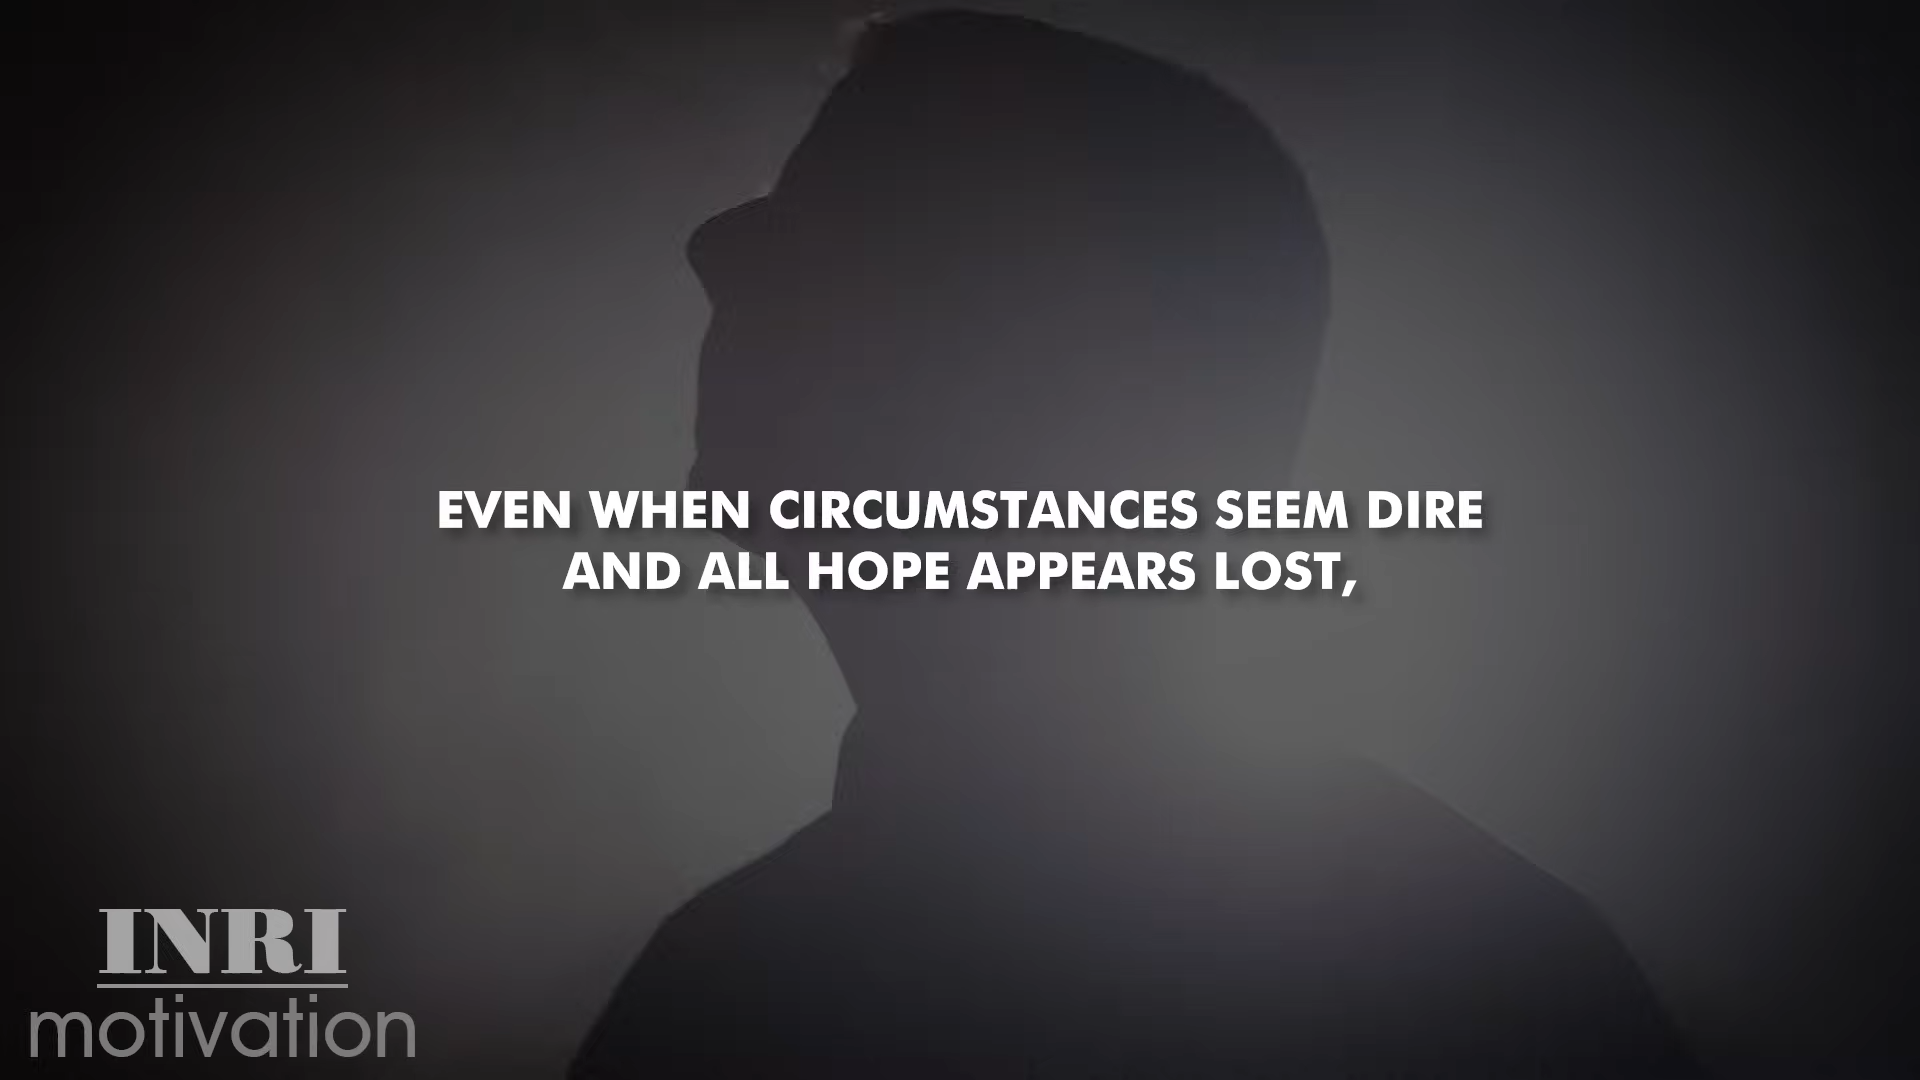 EVEN WHEN CIRCUMSTANCES SEEM DIRE
AND ALL HOPE APPEARS LOST,
INRI
motivation